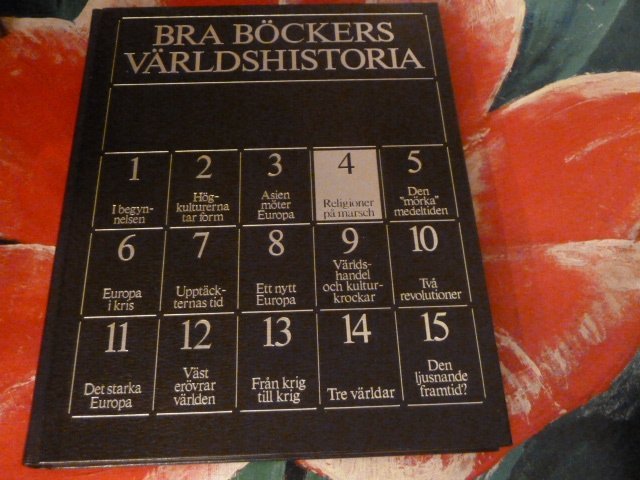 BRA BÖCKERS
VÄRLDSHISTORIA
1
I begyn-
nelsen
2
Hög-
kulturerna
tar form
3
Asien
möter
Europa
4
Religioner
på marsch
5
Den
"mörka"
medeltiden
6
Europa
i kris
7
Upptäck-
ternas tid
8
Ett nytt
Europa
9
Världs-
handel
och kultur-
krockar
10
Två
revolutioner
11
Det starka
Europa
12
Väst
erövrar
världen
13
Från krig
till krig
14
Tre världar
15
Den
ljusnande
framtid?